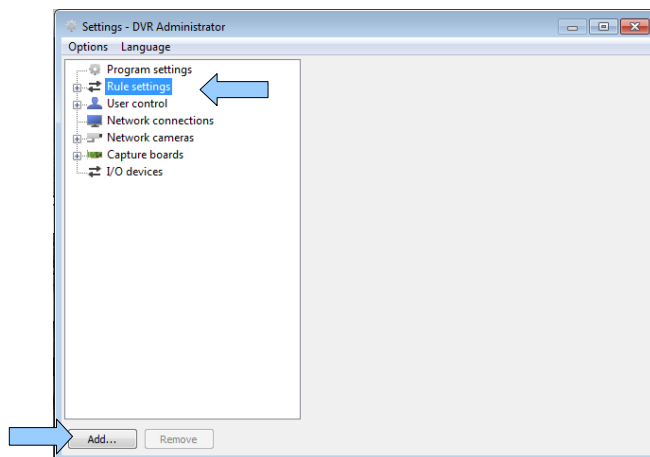 Settings - DVR Administrator
Options Language
Program settings
Rule settings
User control
Network connections
Network cameras
Capture boards
I/O devices
Add... Remove